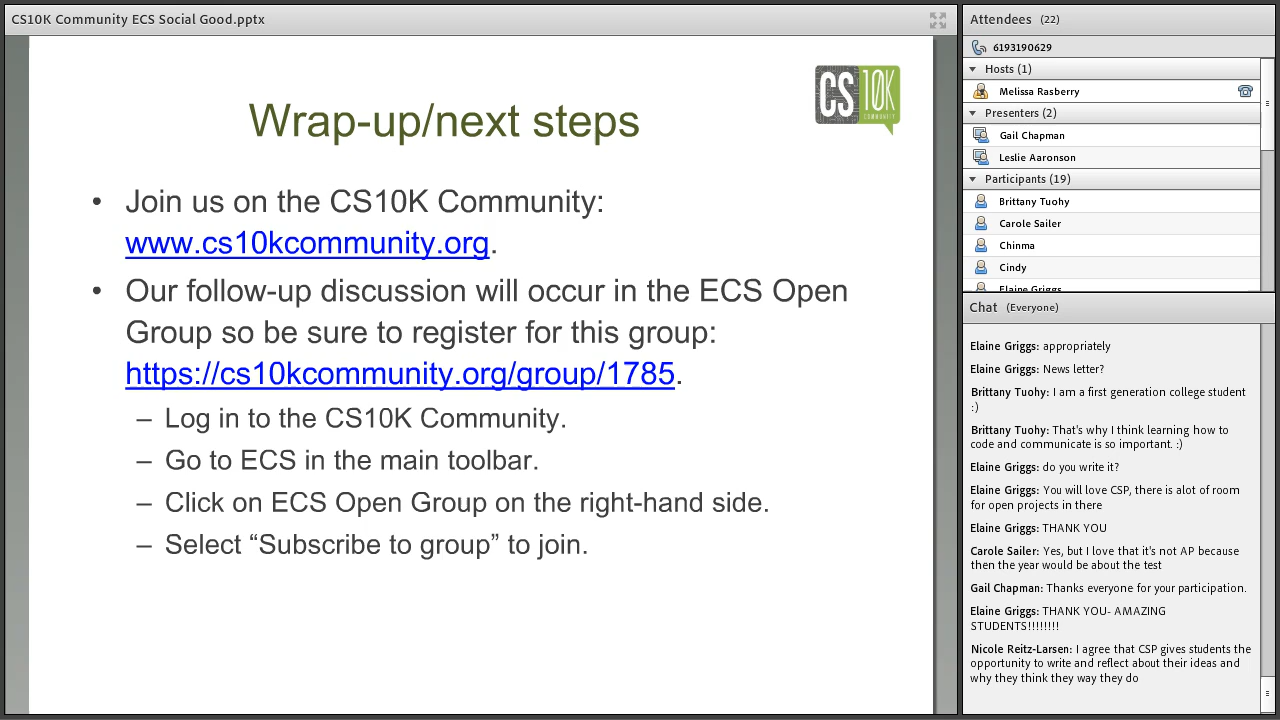 CS10K Community ECS Social Good.pptx
CS 10K
COMMUNITY
Wrap-up/next steps
• Join us on the CS10K Community:
www.cs10kcommunity.org.
• Our follow-up discussion will occur in the ECS Open
Group so be sure to register for this group:
https://cs10kcommunity.org/group/1785.
– Log in to the CS10K Community.
– Go to ECS in the main toolbar.
– Click on ECS Open Group on the right-hand side.
– Select “Subscribe to group” to join.
Attendees (22)
6193190629
Hosts (1)
Melissa Rasberry
Presenters (2)
Gail Chapman
Leslie Aaronson
Participants (19)
Brittany Tuohy
Carole Sailer
Chinma
Cindy
Elaine Griggs
Chat (Everyone)
Elaine Griggs: appropriately
Elaine Griggs: News letter?
Brittany Tuohy: I am a first generation college student
:)
Brittany Tuohy: That's why I think learning how to
code and communicate is so important. :)
Elaine Griggs: do you write it?
Elaine Griggs: You will love CSP, there is alot of room
for open projects in there
Elaine Griggs: THANK YOU
Carole Sailer: Yes, but I love that it's not AP because
then the year would be about the test
Gail Chapman: Thanks everyone for your participation.
Elaine Griggs: THANK YOU- AMAZING
STUDENTS!!!!!!!!
Nicole Reitz-Larsen: I agree that CSP gives students the
opportunity to write and reflect about their ideas and
why they think they way they do